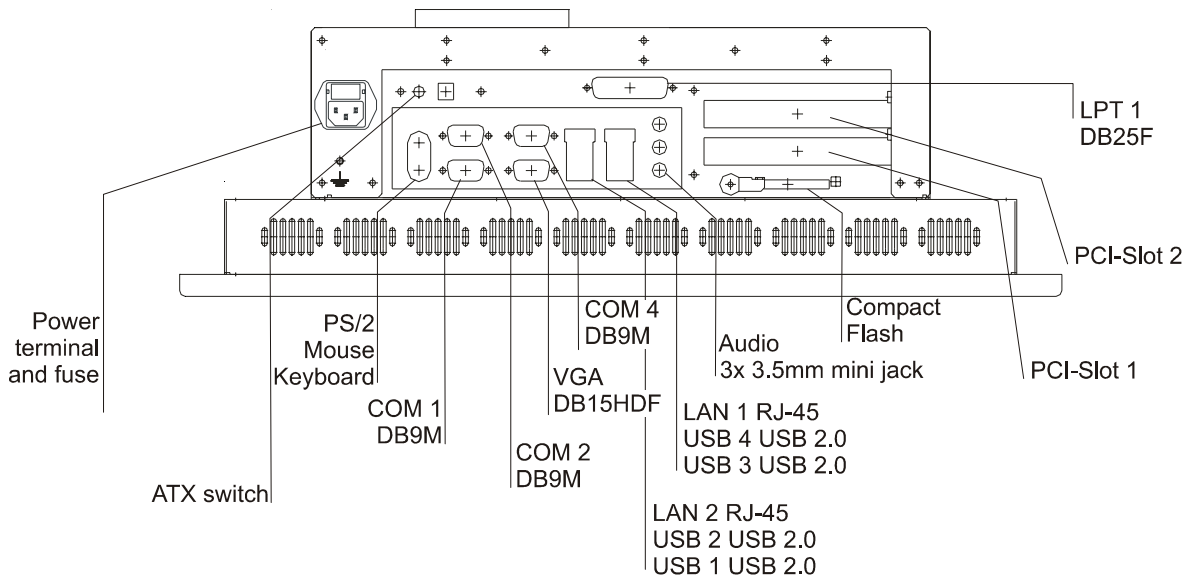 LPT 1
DB25F
PCI-Slot 2
Power
terminal
and fuse
PS/2
Mouse
Keyboard
COM 4
DB9M
Audio
3x 3.5mm mini jack
Compact
Flash
PCI-Slot 1
COM 1
DB9M
VGA
DB15HDF
LAN 1 RJ-45
USB 4 USB 2.0
USB 3 USB 2.0
COM 2
DB9M
ATX switch
LAN 2 RJ-45
USB 2 USB 2.0
USB 1 USB 2.0